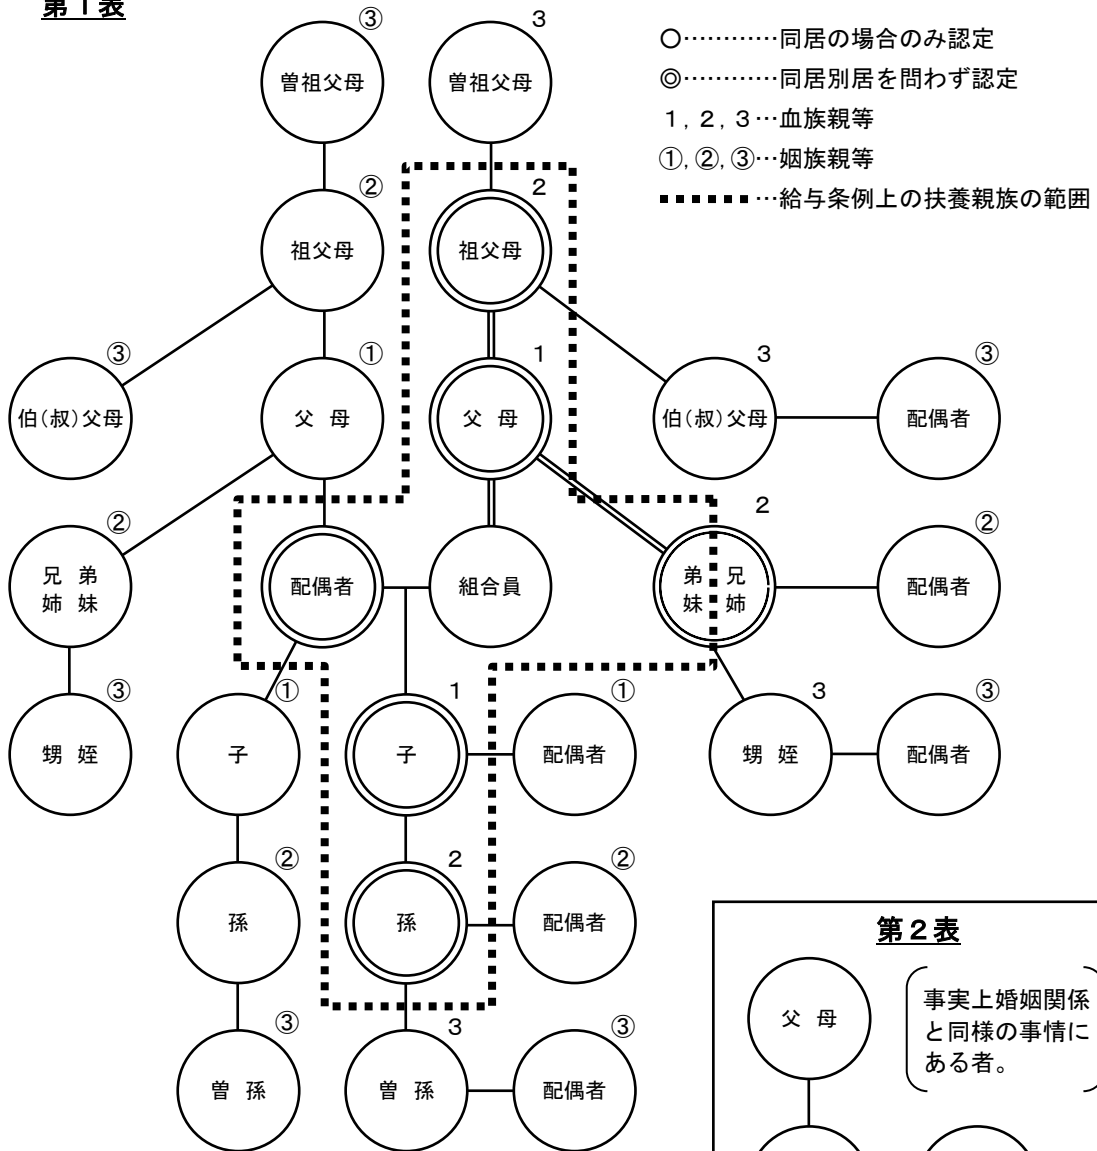 第1表
○…………同居の場合のみ認定
◎…………同居別居を問わず認定
1，2，3…血族親等
①，②，③…姻族親等
…給与条例上の扶養親族の範囲
③
3
曽祖父母
曽祖父母
②
2
祖父母
祖父母
③
①
1
3
③
伯(叔)父母
父 母
父 母
伯(叔)父母
配偶者
②
2
②
兄 弟
姉 妹
配偶者
組合員
弟 兄
妹 姉
配偶者
③
①
1
①
3
③
甥 姪
子
子
配偶者
甥 姪
配偶者
②
2
②
孫
孫
配偶者
③
3
③
曽 孫
曽 孫
配偶者
第2表
父 母
事実上婚姻関係
と同様の事情に
ある者。